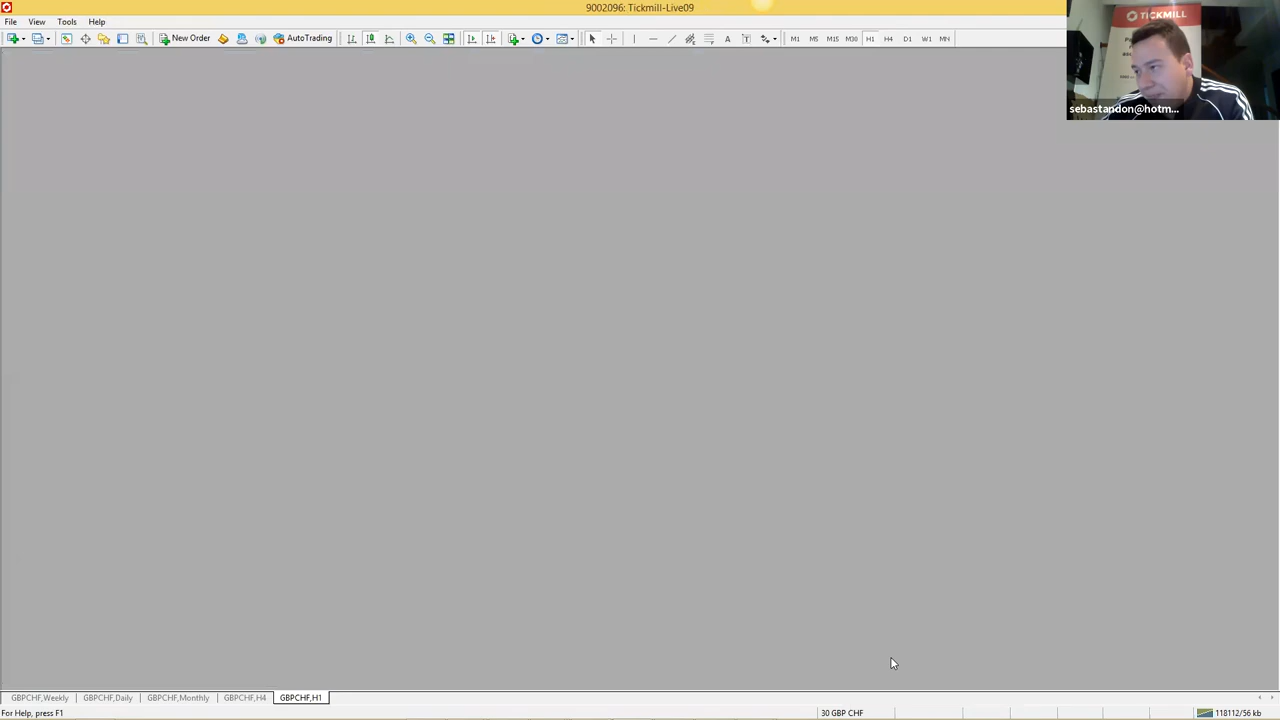 9002096: Tickmill-Live09
File View Tools Help
New Order AutoTrading A T M1 M5 M15 M30 H1 H4 D1 W1 MN
TICKMILL
sebastandon@hotm...
GBPCHF,Weekly GBPCHF,Daily GBPCHF,Monthly GBPCHF,H4 GBPCHF,H1
For Help, press F1 30 GBP CHF 118112/56 kb